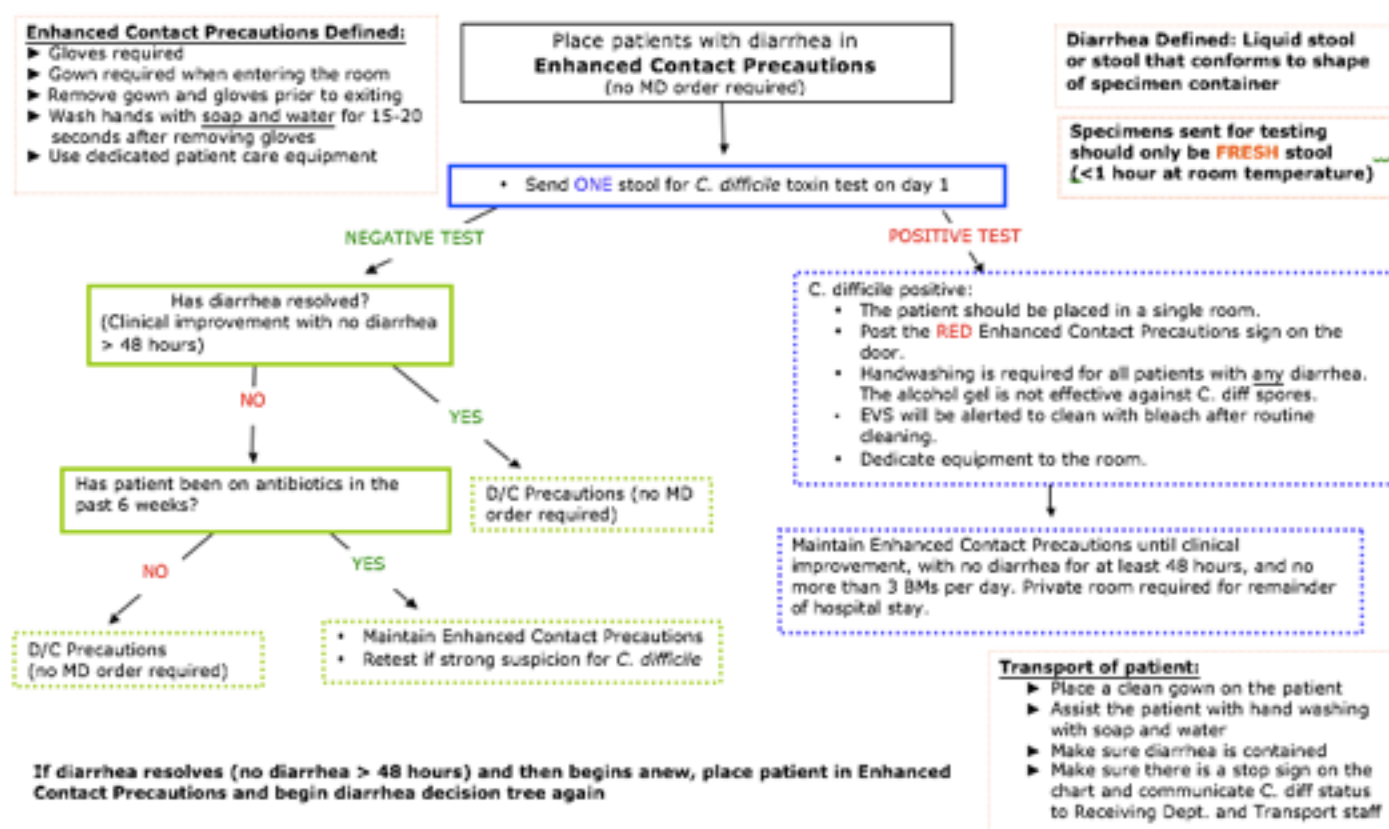 Enhanced Contact Precautions Defined:
► Gloves required
► Gown required when entering the room
► Remove gown and gloves prior to exiting
► Wash hands with soap and water for 15-20
seconds after removing gloves
► Use dedicated patient care equipment
Place patients with diarrhea in
Enhanced Contact Precautions
(no MD order required)
Diarrhea Defined: Liquid stool
or stool that conforms to shape
of specimen container
Specimens sent for testing
should only be FRESH stool
(<1 hour at room temperature)
• Send ONE stool for C. difficile toxin test on day 1
NEGATIVE TEST
POSITIVE TEST
Has diarrhea resolved?
(Clinical improvement with no diarrhea
> 48 hours)
NO
YES
D/C Precautions (no MD
order required)
Has patient been on antibiotics in the
past 6 weeks?
NO
YES
D/C Precautions
(no MD order required)
• Maintain Enhanced Contact Precautions
• Retest if strong suspicion for C. difficile
C. difficile positive:
• The patient should be placed in a single room.
• Post the RED Enhanced Contact Precautions sign on the
door.
• Handwashing is required for all patients with any diarrhea.
The alcohol gel is not effective against C. diff spores.
• EVS will be alerted to clean with bleach after routine
cleaning.
• Dedicate equipment to the room.
Maintain Enhanced Contact Precautions until clinical
improvement, with no diarrhea for at least 48 hours, and no
more than 3 BMs per day. Private room required for remainder
of hospital stay.
Transport of patient:
► Place a clean gown on the patient
► Assist the patient with hand washing
with soap and water
► Make sure diarrhea is contained
► Make sure there is a stop sign on the
chart and communicate C. diff status
to Receiving Dept. and Transport staff
If diarrhea resolves (no diarrhea > 48 hours) and then begins anew, place patient in Enhanced
Contact Precautions and begin diarrhea decision tree again